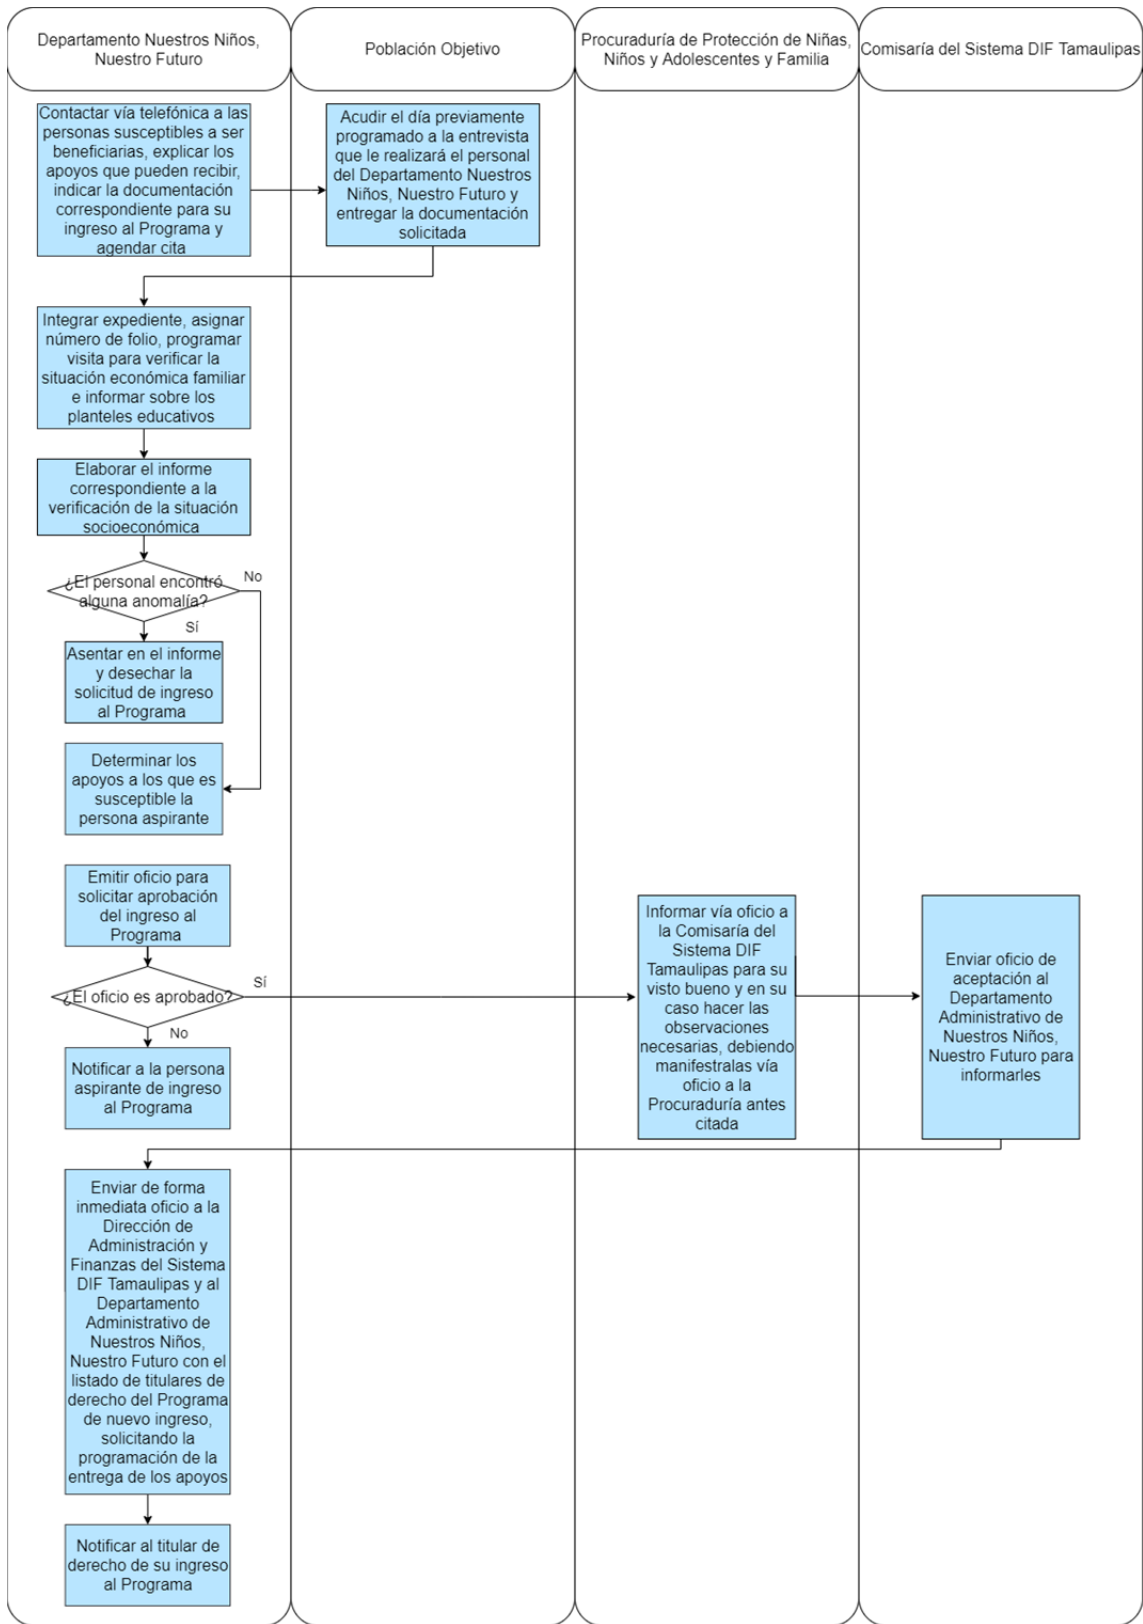 Departamento Nuestros Niños,
Nuestro Futuro
Población Objetivo
Procuraduría de Protección de Niñas,
Niños y Adolescentes y Familia
Comisaría del Sistema DIF Tamaulipas
Contactar vía telefónica a las
personas susceptibles a ser
beneficiarias, explicar los
apoyos que pueden recibir,
indicar la documentación
correspondiente para su
ingreso al Programa y
agendar cita
Acudir el día previamente
programado a la entrevista
que le realizará el personal
del Departamento Nuestros
Niños, Nuestro Futuro y
entregar la documentación
solicitada
Integrar expediente, asignar
número de folio, programar
visita para verificar la
situación económica familiar
e informar sobre los
planteles educativos
Elaborar el informe
correspondiente a la
verificación de la situación
socioeconómica
¿El personal encontró
alguna anomalía?
No
Sí
Asentar en el informe
y desechar la
solicitud de ingreso
al Programa
Determinar los
apoyos a los que es
susceptible la
persona aspirante
Emitir oficio para
solicitar aprobación
del ingreso al
Programa
¿El oficio es aprobado?
Sí
No
Notificar a la persona
aspirante de ingreso
al Programa
Informar vía oficio a
la Comisaría del
Sistema DIF
Tamaulipas para su
visto bueno y en su
caso hacer las
observaciones
necesarias, debiendo
manifestralas vía
oficio a la
Procuraduría antes
citada
Enviar oficio de
aceptación al
Departamento
Administrativo de
Nuestros Niños,
Nuestro Futuro para
informarles
Enviar de forma
inmediata oficio a la
Dirección de
Administración y
Finanzas del Sistema
DIF Tamaulipas y al
Departamento
Administrativo de
Nuestros Niños,
Nuestro Futuro con el
listado de titulares de
derecho del Programa
de nuevo ingreso,
solicitando la
programación de la
entrega de los apoyos
Notificar al titular de
derecho de su ingreso
al Programa